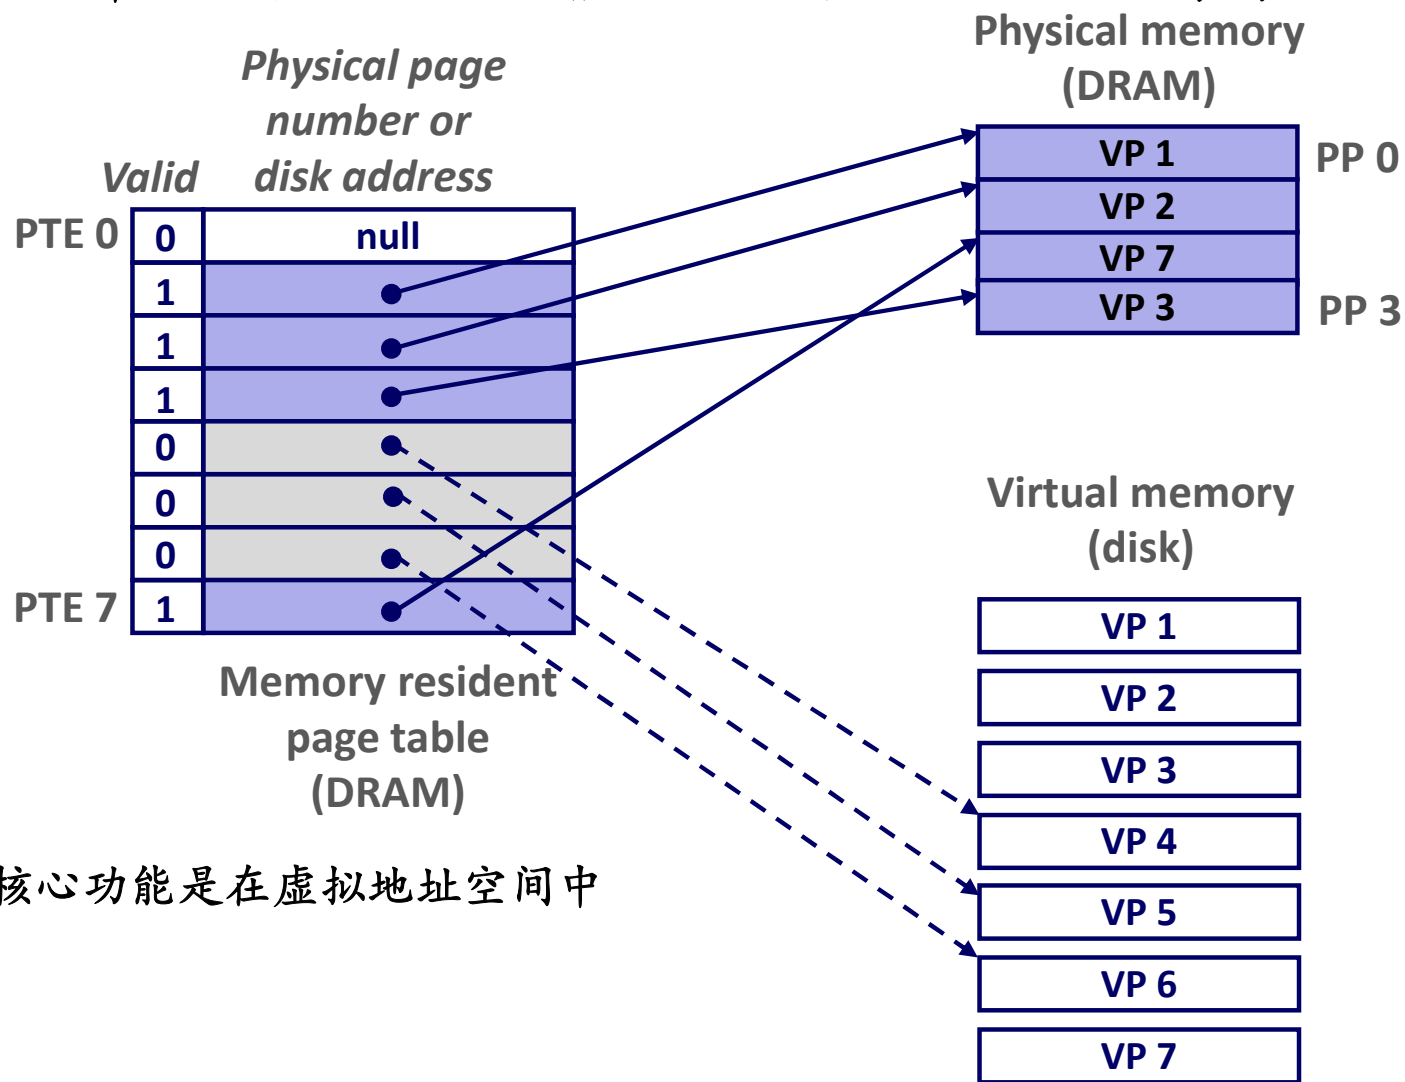 Physical memory
(DRAM)
Physical page
number or
disk address
Valid
PTE 0
0
null
1
1
1
0
0
0
PTE 7
1
Memory resident
page table
(DRAM)
VP 1
PP 0
VP 2
VP 7
VP 3
PP 3
Virtual memory
(disk)
VP 1
VP 2
VP 3
VP 4
VP 5
VP 6
VP 7
核心功能是在虚拟地址空间中